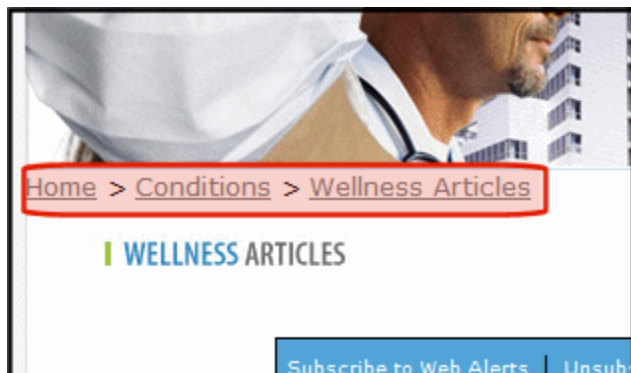 Home > Conditions > Wellness Articles
WELLNESS ARTICLES
Subscribe to Web Alerts |